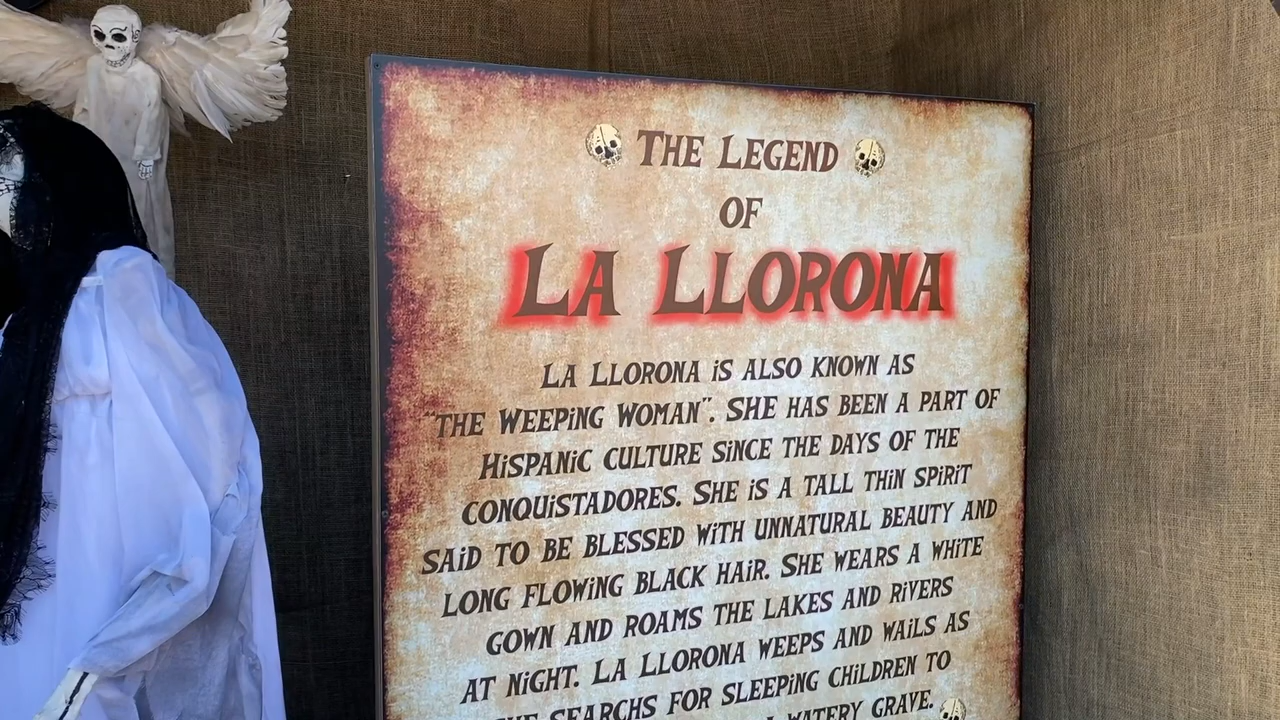 THE LEGEND
OF
LA LLORONA
LA LLORONA iS ALSO KNOWN AS
"THE WEEPiNG WOMAN". SHE HAS BEEN A PART OF
HiSPANiC CULTURE SiNCE THE DAYS OF THE
CONQUiSTADORES. SHE iS A TALL THiN SPiRiT
SAiD TO BE BLESSED WiTH UNNATURAL BEAUTY AND
LONG FLOWiNG BLACK HAiR. SHE WEARS A WHiTE
GOWN AND ROAMS THE LAKES AND RiVERS
AT NiGHT. LA LLORONA WEEPS AND WAiLS AS
SEARCHS FOR SLEEPiNG CHiLDREN TO
WATERY GRAVE.